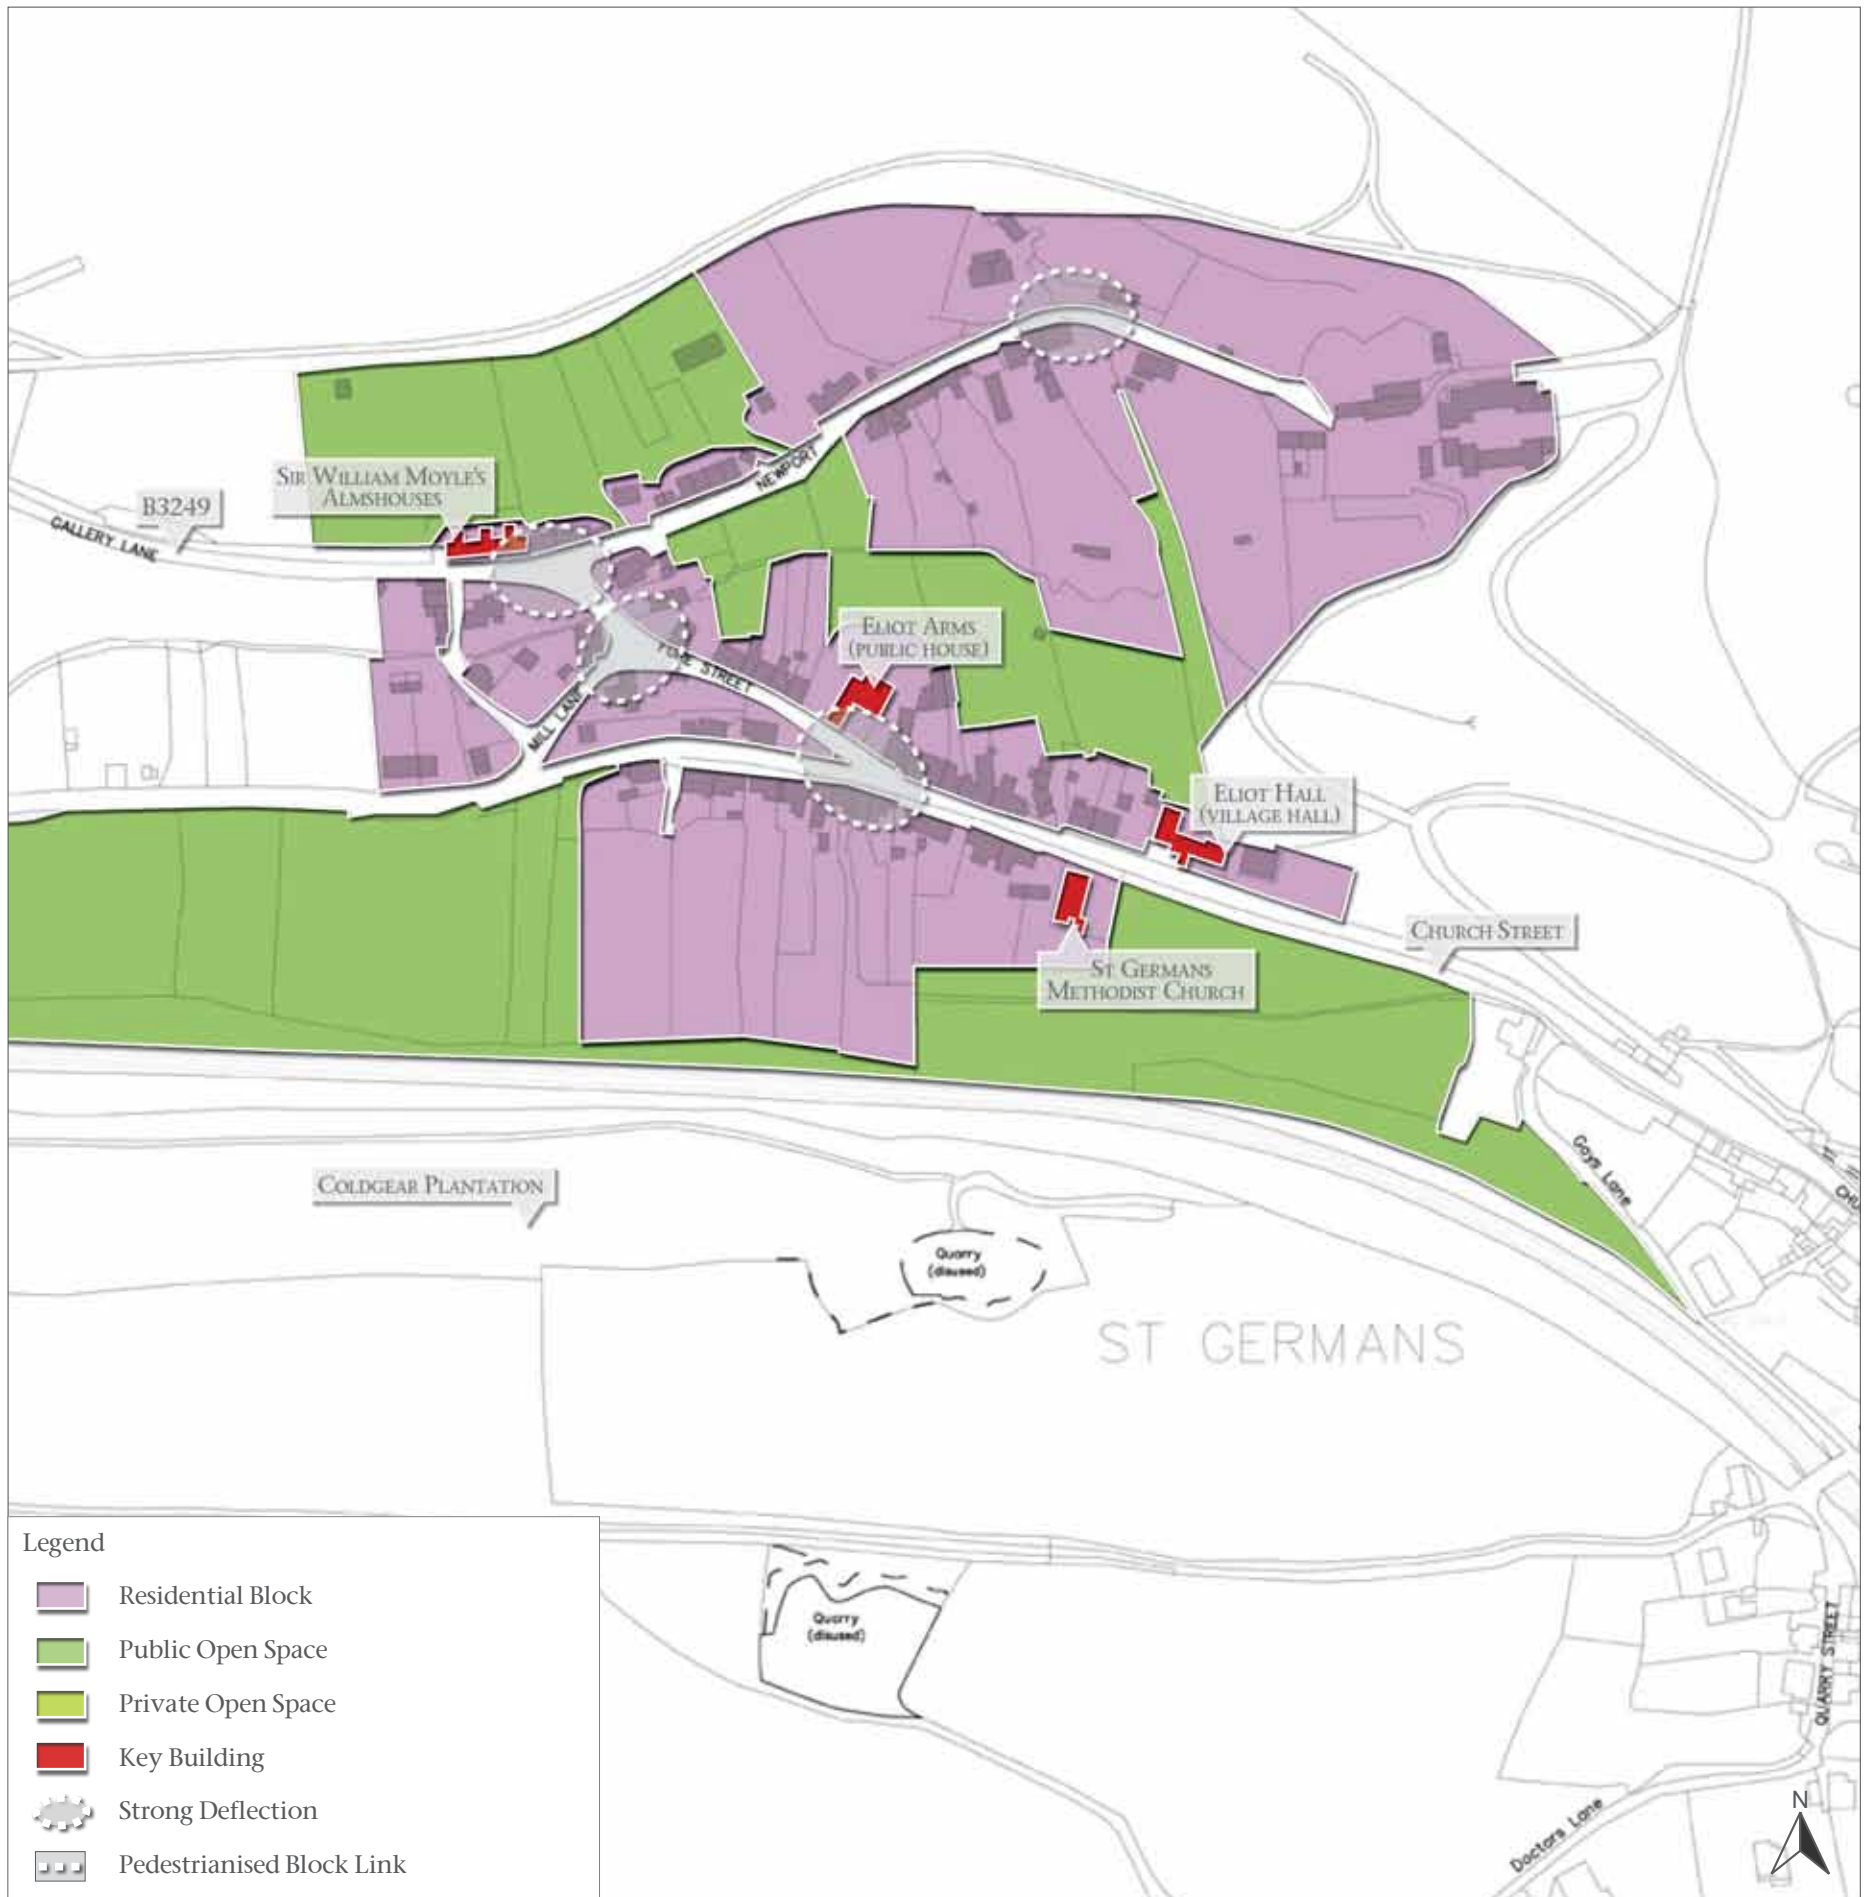 SIR WILLIAM MOYLE'S
ALMSHOUSES
B3249
GALLERY LANE
NEWPORT
ELIOT ARMS
(PUBLIC HOUSE)
STREET
MILL LANE
ELIOT HALL
(VILLAGE HALL)
CHURCH STREET
ST GERMANS
METHODIST CHURCH
Gays Lane
CHU
COLDGEAR PLANTATION
Quarry
(disused)
ST GERMANS
Quarry
(disused)
QUARRY STREET
Doctors Lane
N
Legend
Residential Block
Public Open Space
Private Open Space
Key Building
Strong Deflection
Pedestrianised Block Link